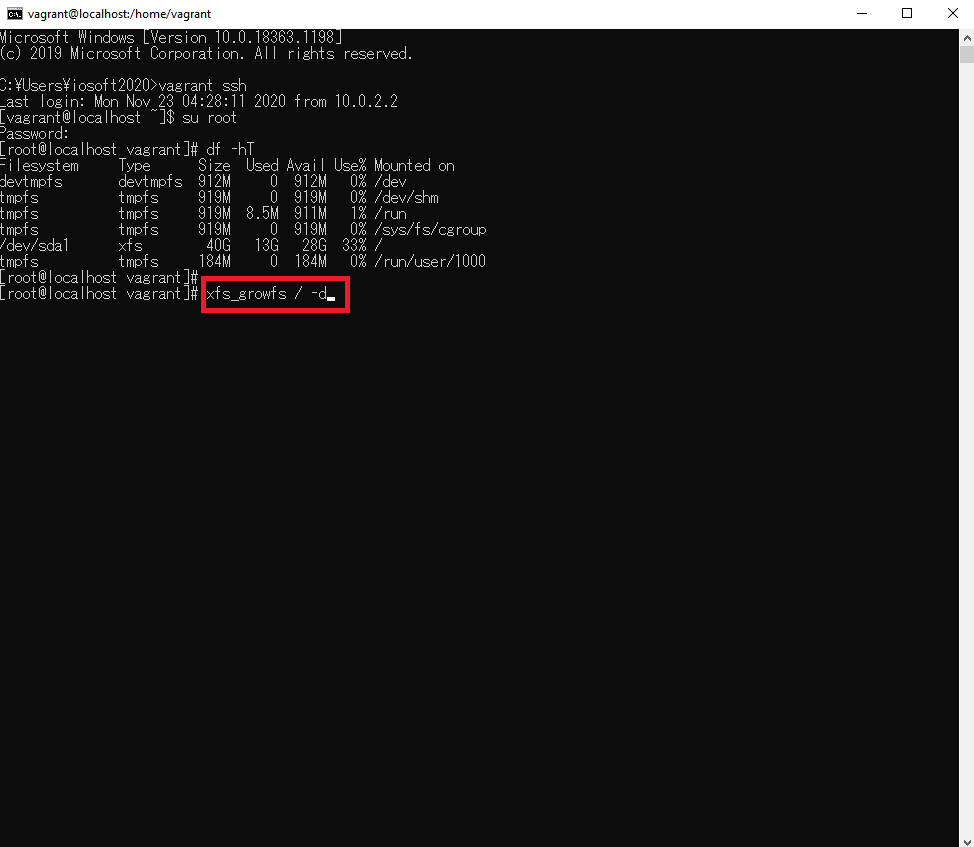 vagrant@localhost:/home/vagrant
Microsoft Windows [Version 10.0.18363.1198]
(c) 2019 Microsoft Corporation. All rights reserved.
C:¥Users¥iosoft2020>vagrant ssh
Last login: Mon Nov 23 04:28:11 2020 from 10.0.2.2
[vagrant@localhost ~]$ su root
Password:
[root@localhost vagrant]# df -hT
Filesystem     Type      Size  Used Avail Use% Mounted on
devtmpfs       devtmpfs  912M     0  912M   0% /dev
tmpfs          tmpfs     919M     0  919M   0% /dev/shm
tmpfs          tmpfs     919M  8.5M  911M   1% /run
tmpfs          tmpfs     919M     0  919M   0% /sys/fs/cgroup
/dev/sda1      xfs        40G   13G   28G  33% /
tmpfs          tmpfs     184M     0  184M   0% /run/user/1000
[root@localhost vagrant]#
[root@localhost vagrant]# xfs_growfs / -d